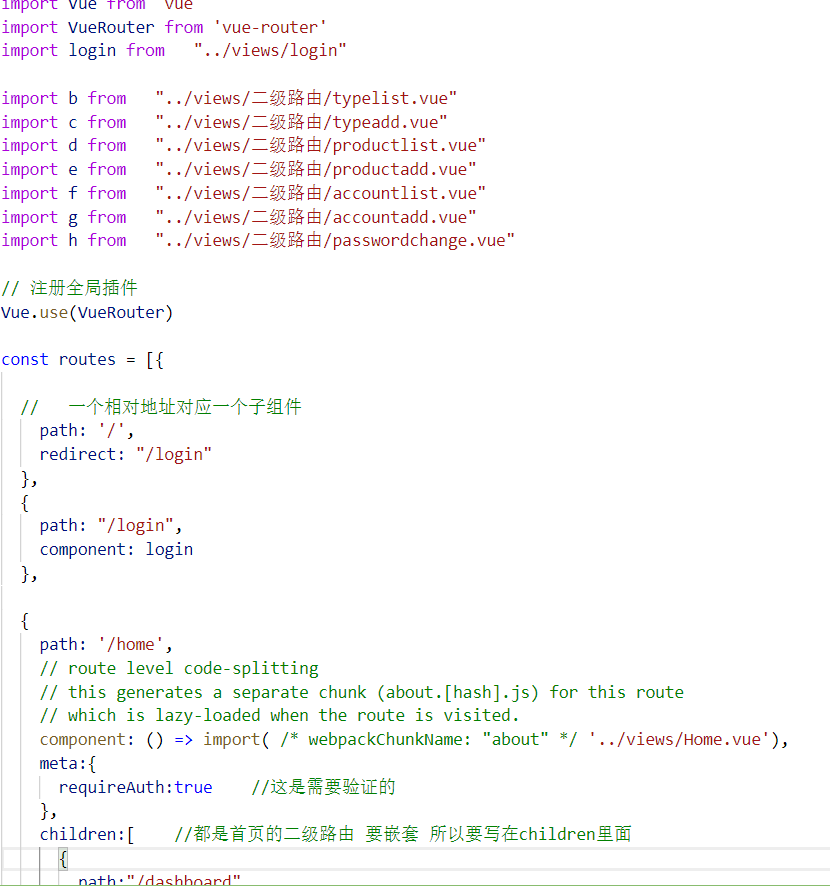 import Vue from 'vue'
import VueRouter from 'vue-router'
import login from "../views/login"
import b from "../views/二级路由/typelist.vue"
import c from "../views/二级路由/typeadd.vue"
import d from "../views/二级路由/productlist.vue"
import e from "../views/二级路由/productadd.vue"
import f from "../views/二级路由/accountlist.vue"
import g from "../views/二级路由/accountadd.vue"
import h from "../views/二级路由/passwordchange.vue"
// 注册全局插件
Vue.use(VueRouter)
const routes = [{
// 一个相对地址对应一个子组件
path: '/',
redirect: "/login"
},
{
path: "/login",
component: login
},
{
path: '/home',
// route level code-splitting
// this generates a separate chunk (about.[hash].js) for this route
// which is lazy-loaded when the route is visited.
component: () => import( /* webpackChunkName: "about" */ '../views/Home.vue'),
meta:{
requireAuth:true //这是需要验证的
},
children:[ //都是首页的二级路由 要嵌套 所以要写在children里面
{
path:"/dashboard"